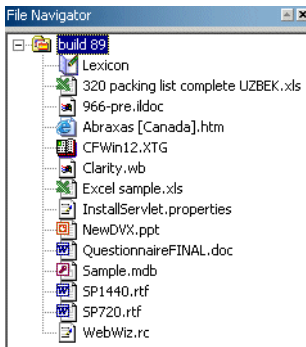 File Navigator
build 89
Lexicon
320 packing list complete UZBEK.xls
966-pre.ildoc
Abraxas [Canada].htm
CFWin12.XTG
Clarity.wb
Excel sample.xls
InstallServlet.properties
NewDVX.ppt
QuestionnaireFINAL.doc
Sample.mdb
SP1440.rtf
SP720.rtf
WebWiz.rc